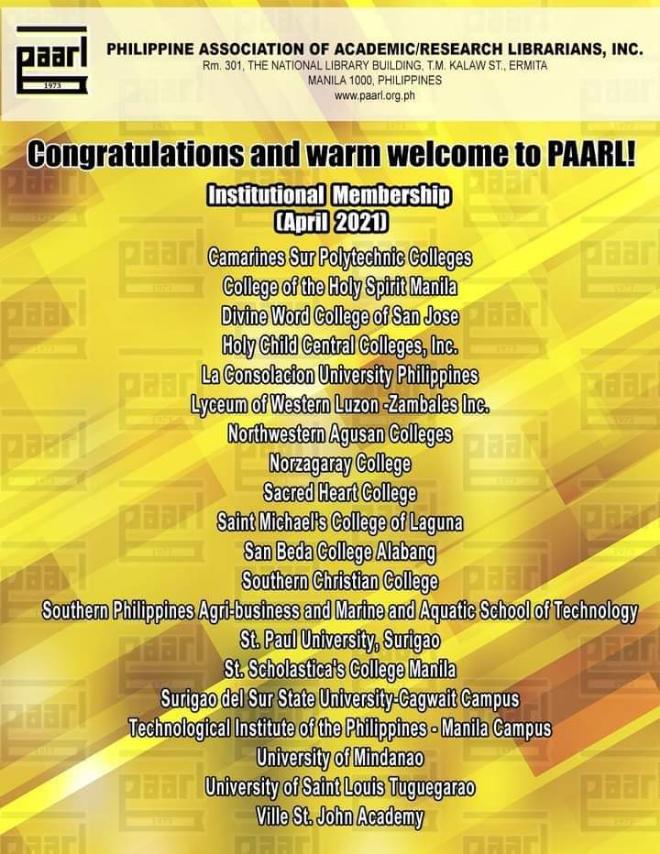 paarl
1973
PHILIPPINE ASSOCIATION OF ACADEMIC/RESEARCH LIBRARIANS, INC.
Rm. 301, THE NATIONAL LIBRARY BUILDING, T.M. KALAW ST., ERMITA
MANILA 1000, PHILIPPINES
www.paarl.org.ph
Congratulations and warm welcome to PAARL!
Institutional Membership
(April 2021)
Camarines Sur Polytechnic Colleges
College of the Holy Spirit Manila
Divine Word College of San Jose
Holy Child Central Colleges, Inc.
La Consolacion University Philippines
Lyceum of Western Luzon -Zambales Inc.
Northwestern Agusan Colleges
Norzagaray College
Sacred Heart College
Saint Michael's College of Laguna
San Beda College Alabang
Southern Christian College
Southern Philippines Agri-business and Marine and Aquatic School of Technology
St. Paul University, Surigao
St. Scholastica's College Manila
Surigao del Sur State University-Cagwait Campus
Technological Institute of the Philippines - Manila Campus
University of Mindanao
University of Saint Louis Tuguegarao
Ville St. John Academy